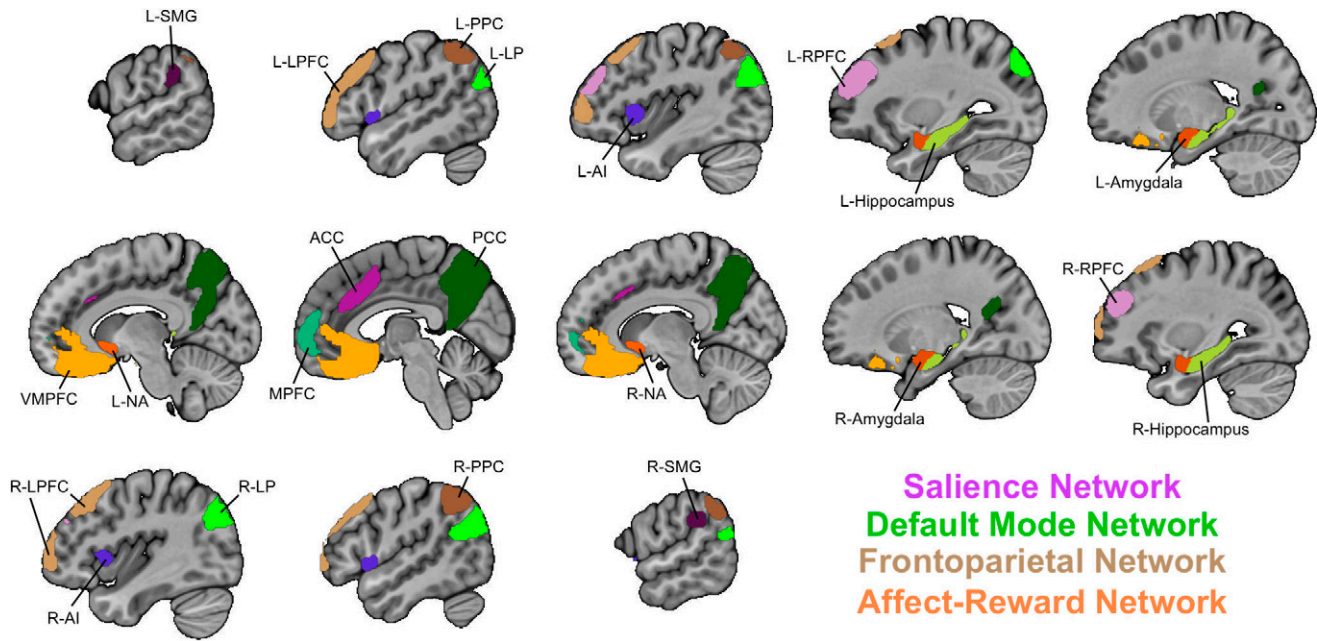 L-SMG
L-LPFC
L-PPC
L-LP
L-AI
L-RPFC
L-Hippocampus
L-Amygdala
VMPFC
L-NA
ACC
PCC
MPFC
R-NA
R-Amygdala
R-RPFC
R-Hippocampus
R-LPFC
R-LP
R-AI
R-PPC
R-SMG
Salience Network
Default Mode Network
Frontoparietal Network
Affect-Reward Network